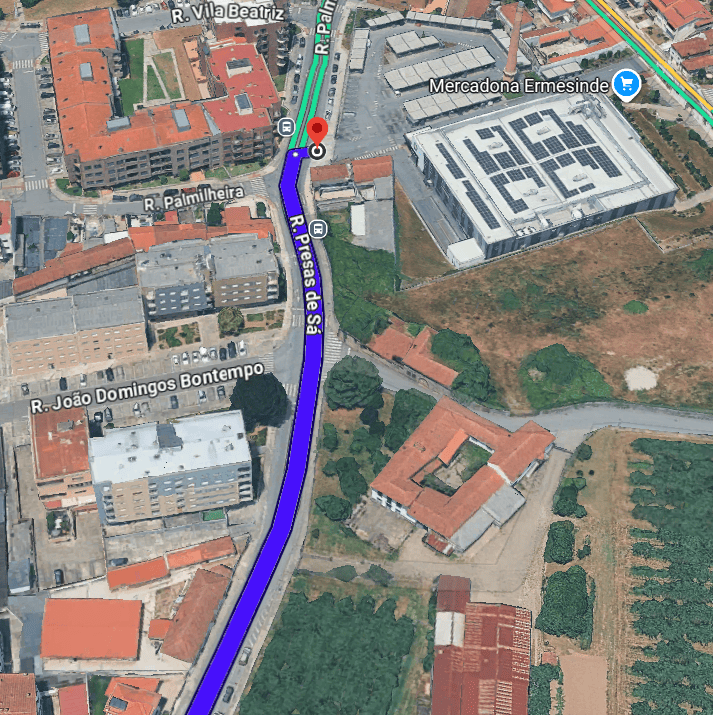 R. Vila Beatriz
R. Palm
Mercadona Ermesinde
R. Palmilheira
R. Presas de Sá
R. João Domingos Bontempo